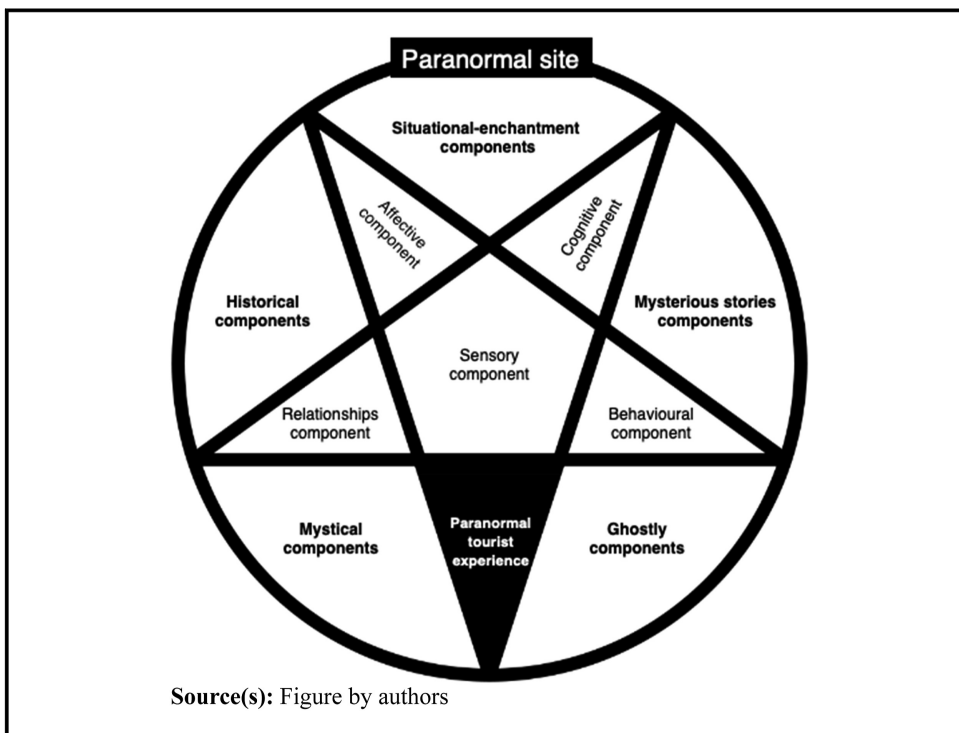 Paranormal site
Situational-enchantment
components
Affective
component
Cognitive
component
Historical
components
Mysterious stories
components
Sensory
component
Relationships
component
Behavioural
component
Mystical
components
Paranormal
tourist
experience
Ghostly
components
Source(s): Figure by authors